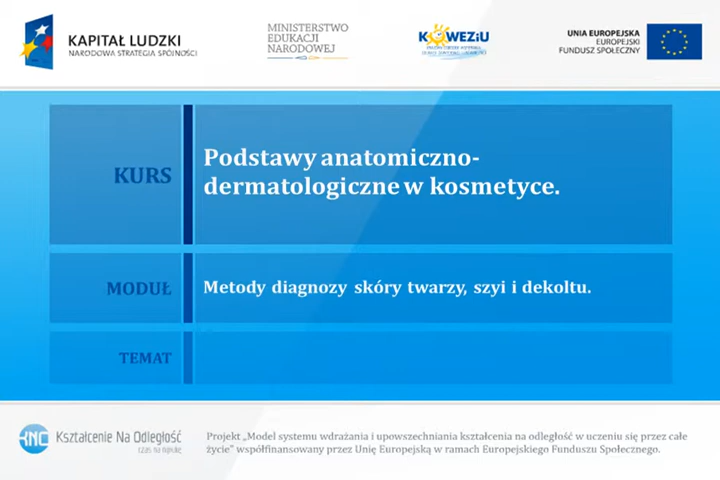 KAPITAŁ LUDZKI
NARODOWA STRATEGIA SPÓJNOŚCI
MINISTERSTWO
EDUKACJI
NARODOWEJ
KOWEZiU
UNIA EUROPEJSKA
EUROPEJSKI
FUNDUSZ SPOŁECZNY
KURS
Podstawy anatomiczno-
dermatologiczne w kosmetyce.
MODUŁ
Metody diagnozy skóry twarzy, szyi i dekoltu.
TEMAT
KNO
Kształcenie Na Odległość
czas na naukę
Projekt „Model systemu wdrażania i upowszechniania kształcenia na odległość w uczeniu się przez całe
życie” współfinansowany przez Unię Europejską w ramach Europejskiego Funduszu Społecznego.